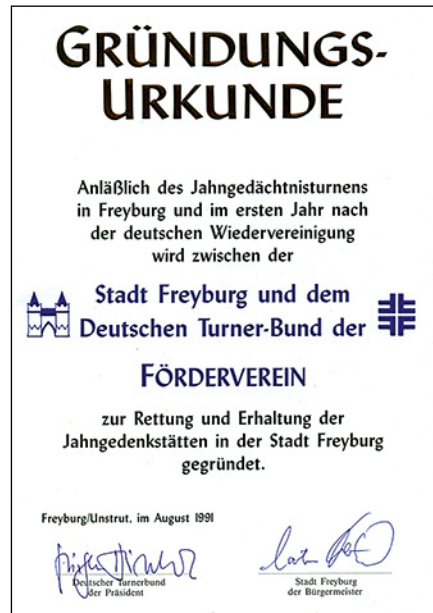 GRÜNDUNGS-
URKUNDE
Anläßlich des Jahngedächtnisturnens
in Freyburg und im ersten Jahr nach
der deutschen Wiedervereinigung
wird zwischen der
Stadt Freyburg und dem
Deutschen Turner-Bund der
FÖRDERVEREIN
zur Rettung und Erhaltung der
Jahngedenkstätten in der Stadt Freyburg
gegründet.
Freyburg/Unstrut, im August 1991
Deutscher Turnerbund
der Präsident
Stadt Freyburg
der Bürgermeister